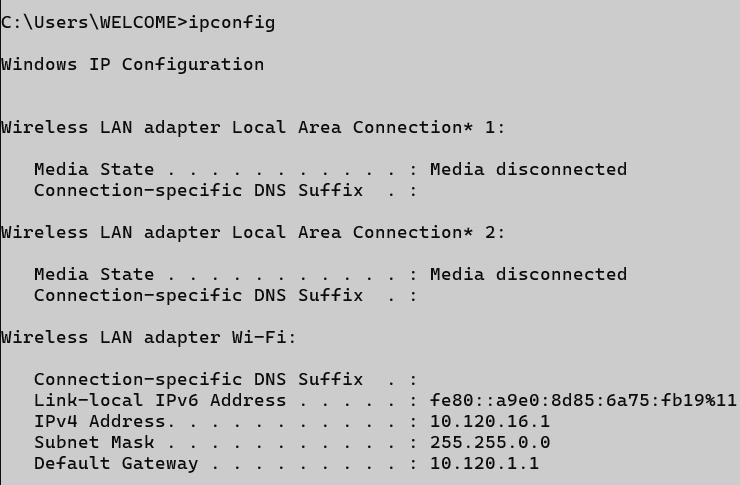 C:\Users\WELCOME>ipconfig
Windows IP Configuration
Wireless LAN adapter Local Area Connection* 1:
Media State . . . . . . . . . . . : Media disconnected
Connection-specific DNS Suffix  . :
Wireless LAN adapter Local Area Connection* 2:
Media State . . . . . . . . . . . : Media disconnected
Connection-specific DNS Suffix  . :
Wireless LAN adapter Wi-Fi:
Connection-specific DNS Suffix  . :
Link-local IPv6 Address . . . . . : fe80::a9e0:8d85:6a75:fb19%11
IPv4 Address. . . . . . . . . . . : 10.120.16.1
Subnet Mask . . . . . . . . . . . : 255.255.0.0
Default Gateway . . . . . . . . . : 10.120.1.1